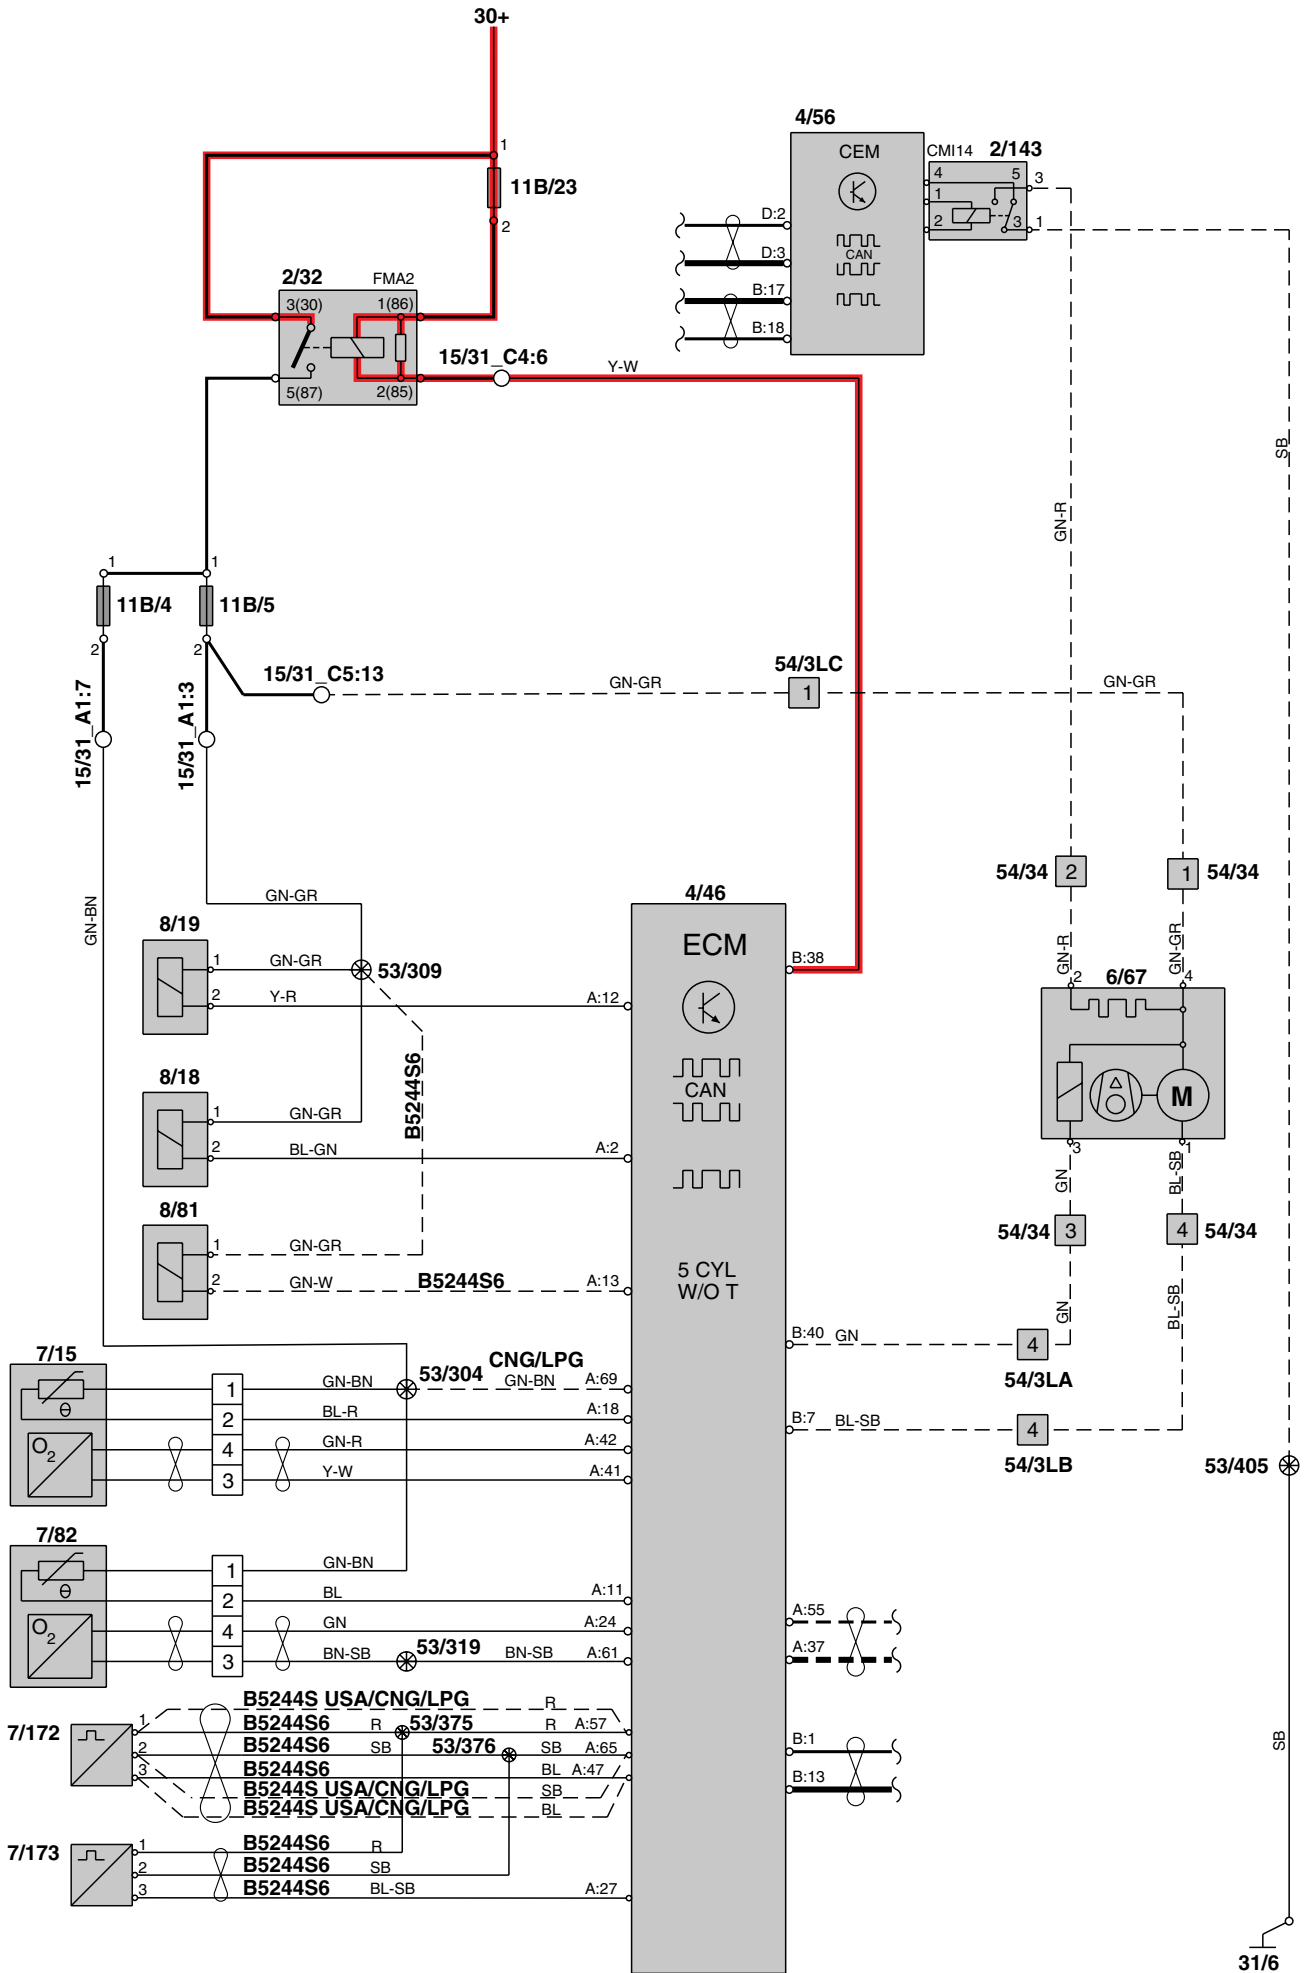 30+
4/56
CEM
CMI14 2/143
4 5 3
1
2 3 1
1
11B/23
2
D:2
D:3
CAN
B:17
B:18
2/32 FMA2
3(30) 1(86)
5(87) 2(85)
15/31_C4:6
Y-W
SB
GN-R
1 1
11B/4 11B/5
2 2
15/31_A1:7
15/31_A1:3
15/31_C5:13
GN-GR
54/3LC
1
GN-GR
54/34 2 1 54/34
GN-BN
GN-GR
4/46
ECM
B:38
8/19
1 GN-GR 53/309
2 Y-R A:12
GN-R GN-GR
6/67
2 4
M
3 1
CAN
8/18
1 GN-GR
2 BL-GN A:2
B5244S6
GN BL-SB
8/81
1 GN-GR
2 GN-W B5244S6 A:13
54/34 3 4 54/34
5 CYL
W/O T
GN BL-SB
B:40 GN 4
54/3LA
7/15
Θ
O2
1 GN-BN 53/304 CNG/LPG GN-BN A:69
2 BL-R A:18
4 GN-R A:42
3 Y-W A:41
B:7 BL-SB 4
54/3LB
53/405
7/82
Θ
O2
1 GN-BN
2 BL A:11
4 GN A:24
3 BN-SB 53/319 BN-SB A:61
A:55
A:37
B5244S USA/CNG/LPG R
7/172
1 B5244S6 R 53/375 R A:57
2 B5244S6 SB 53/376 SB A:65
3 B5244S6 BL A:47
B5244S USA/CNG/LPG SB
B5244S USA/CNG/LPG BL
B:1
B:13
SB
7/173
1 B5244S6 R
2 B5244S6 SB
3 B5244S6 BL-SB A:27
31/6